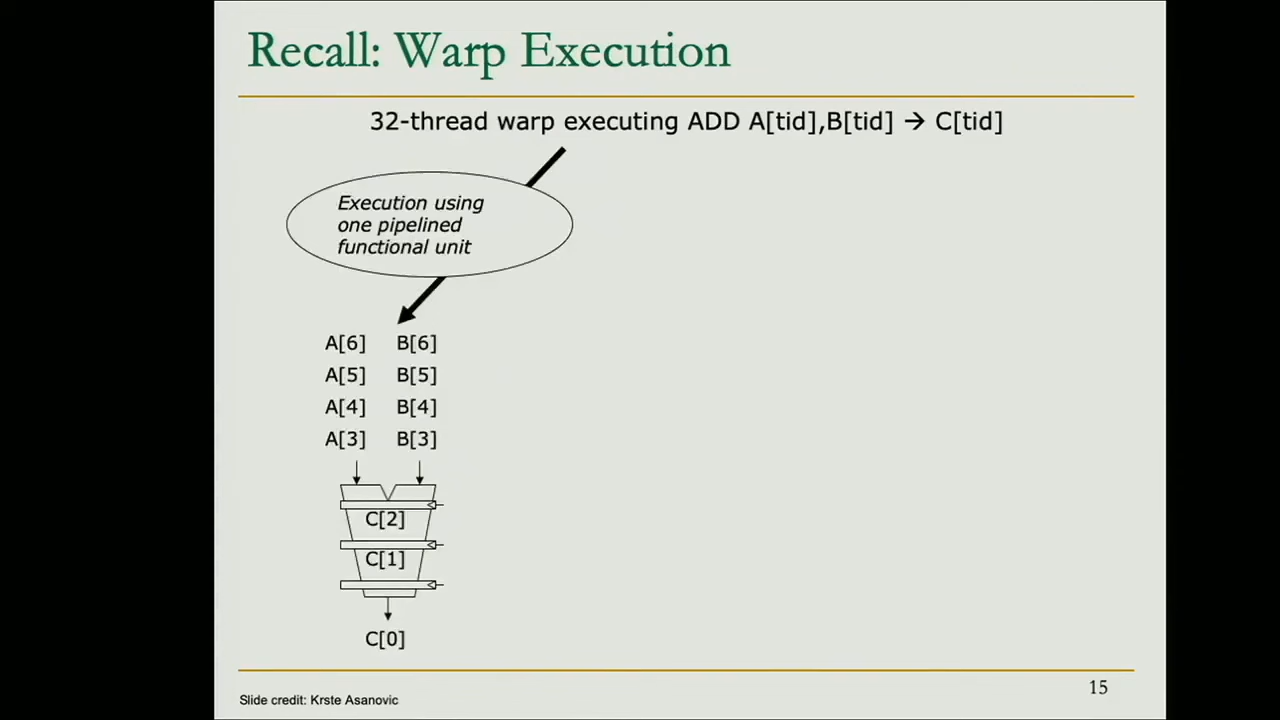 Recall: Warp Execution
32-thread warp executing ADD A[tid],B[tid] → C[tid]
Execution using
one pipelined
functional unit
A[6] B[6]
A[5] B[5]
A[4] B[4]
A[3] B[3]
C[2]
C[1]
C[0]
Slide credit: Krste Asanovic
15